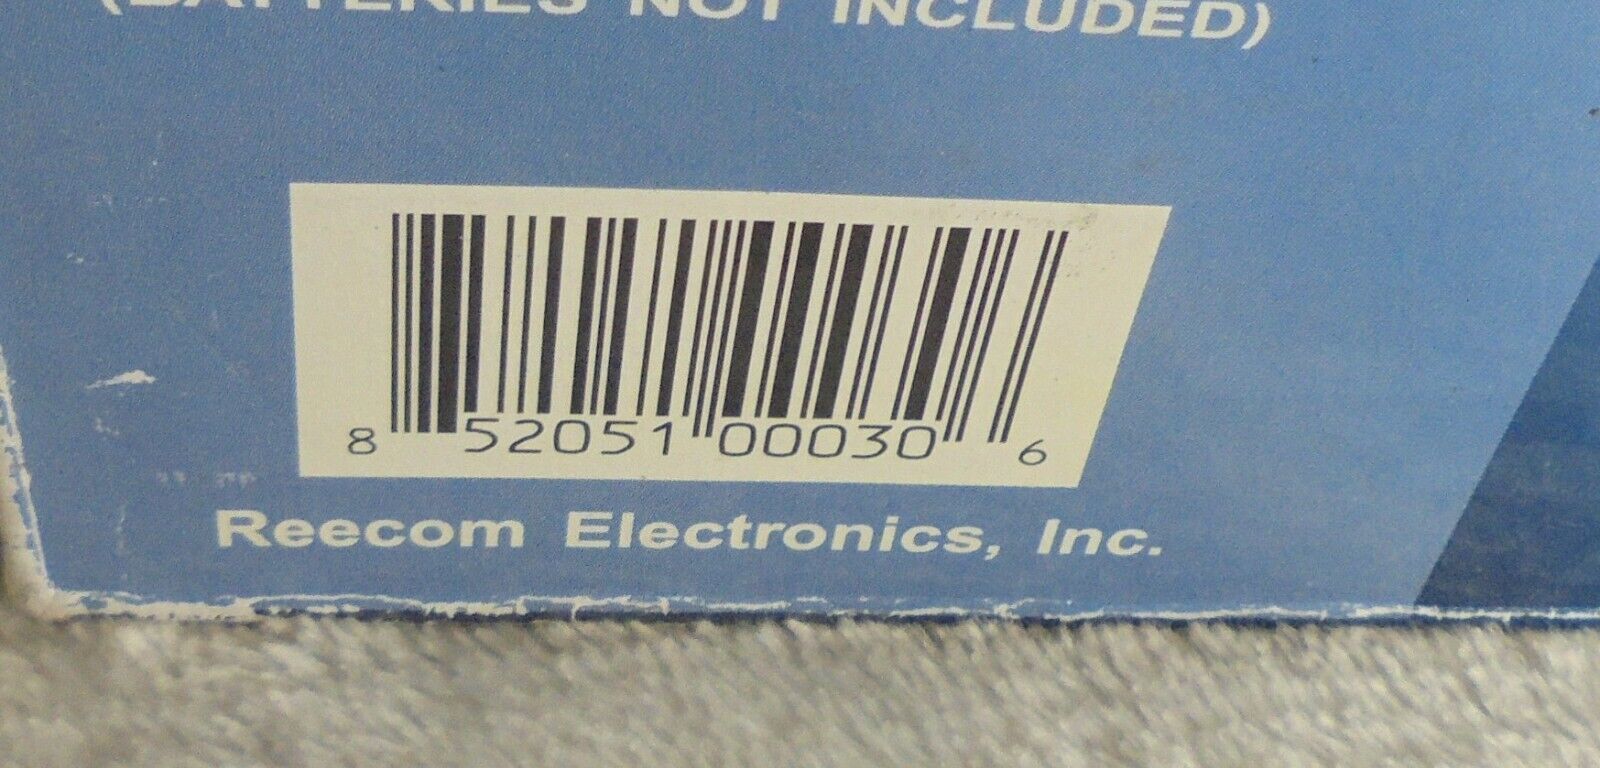 (BATTERIES NOT INCLUDED)
8 52051 00030 6
Reecom Electronics, Inc.